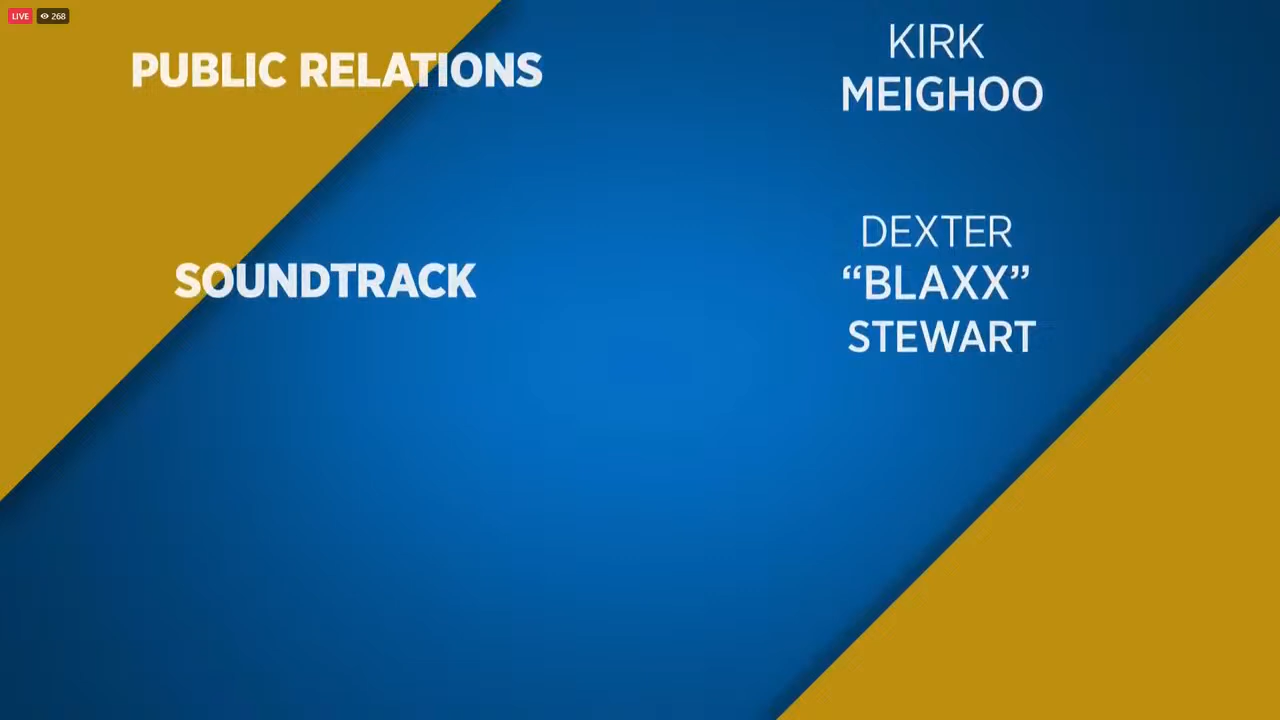 LIVE 268
PUBLIC RELATIONS
KIRK
MEIGHOO
SOUNDTRACK
DEXTER
“BLAXX”
STEWART